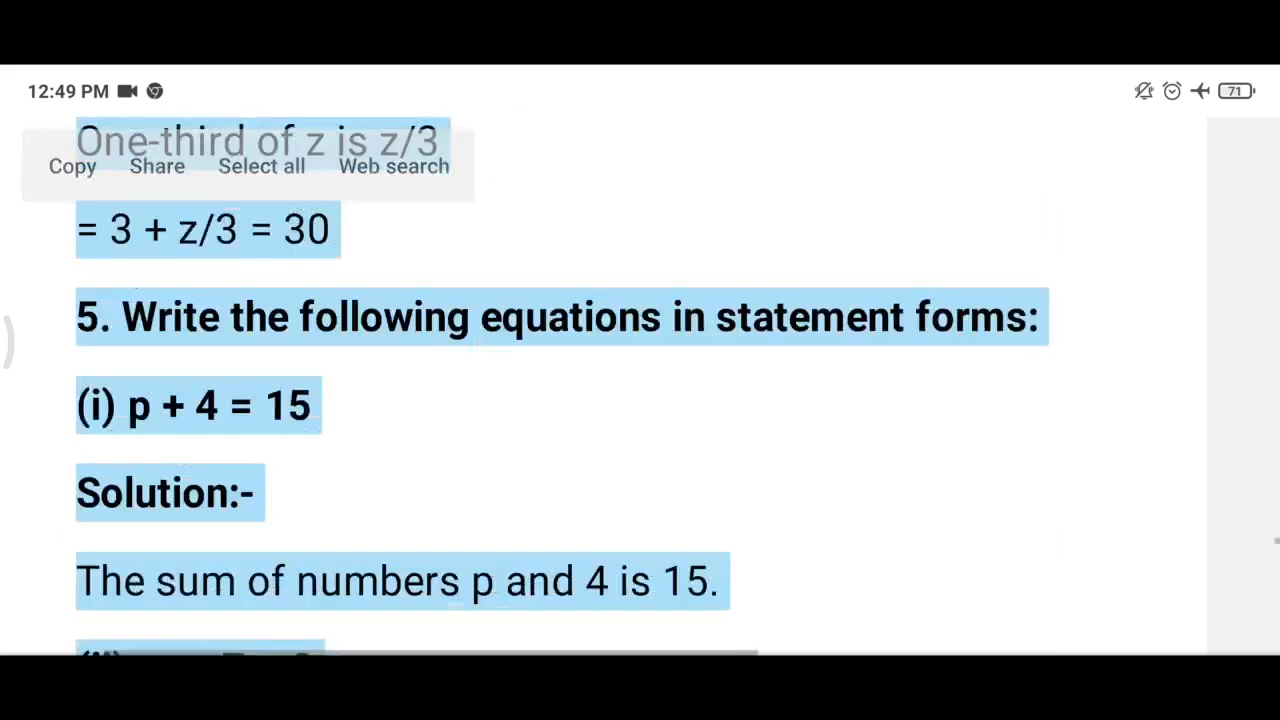 12:49 PM 71
One-third of z is z/3
Copy Share Select all Web search
= 3 + z/3 = 30
5. Write the following equations in statement forms:
(i) p + 4 = 15
Solution:-
The sum of numbers p and 4 is 15.